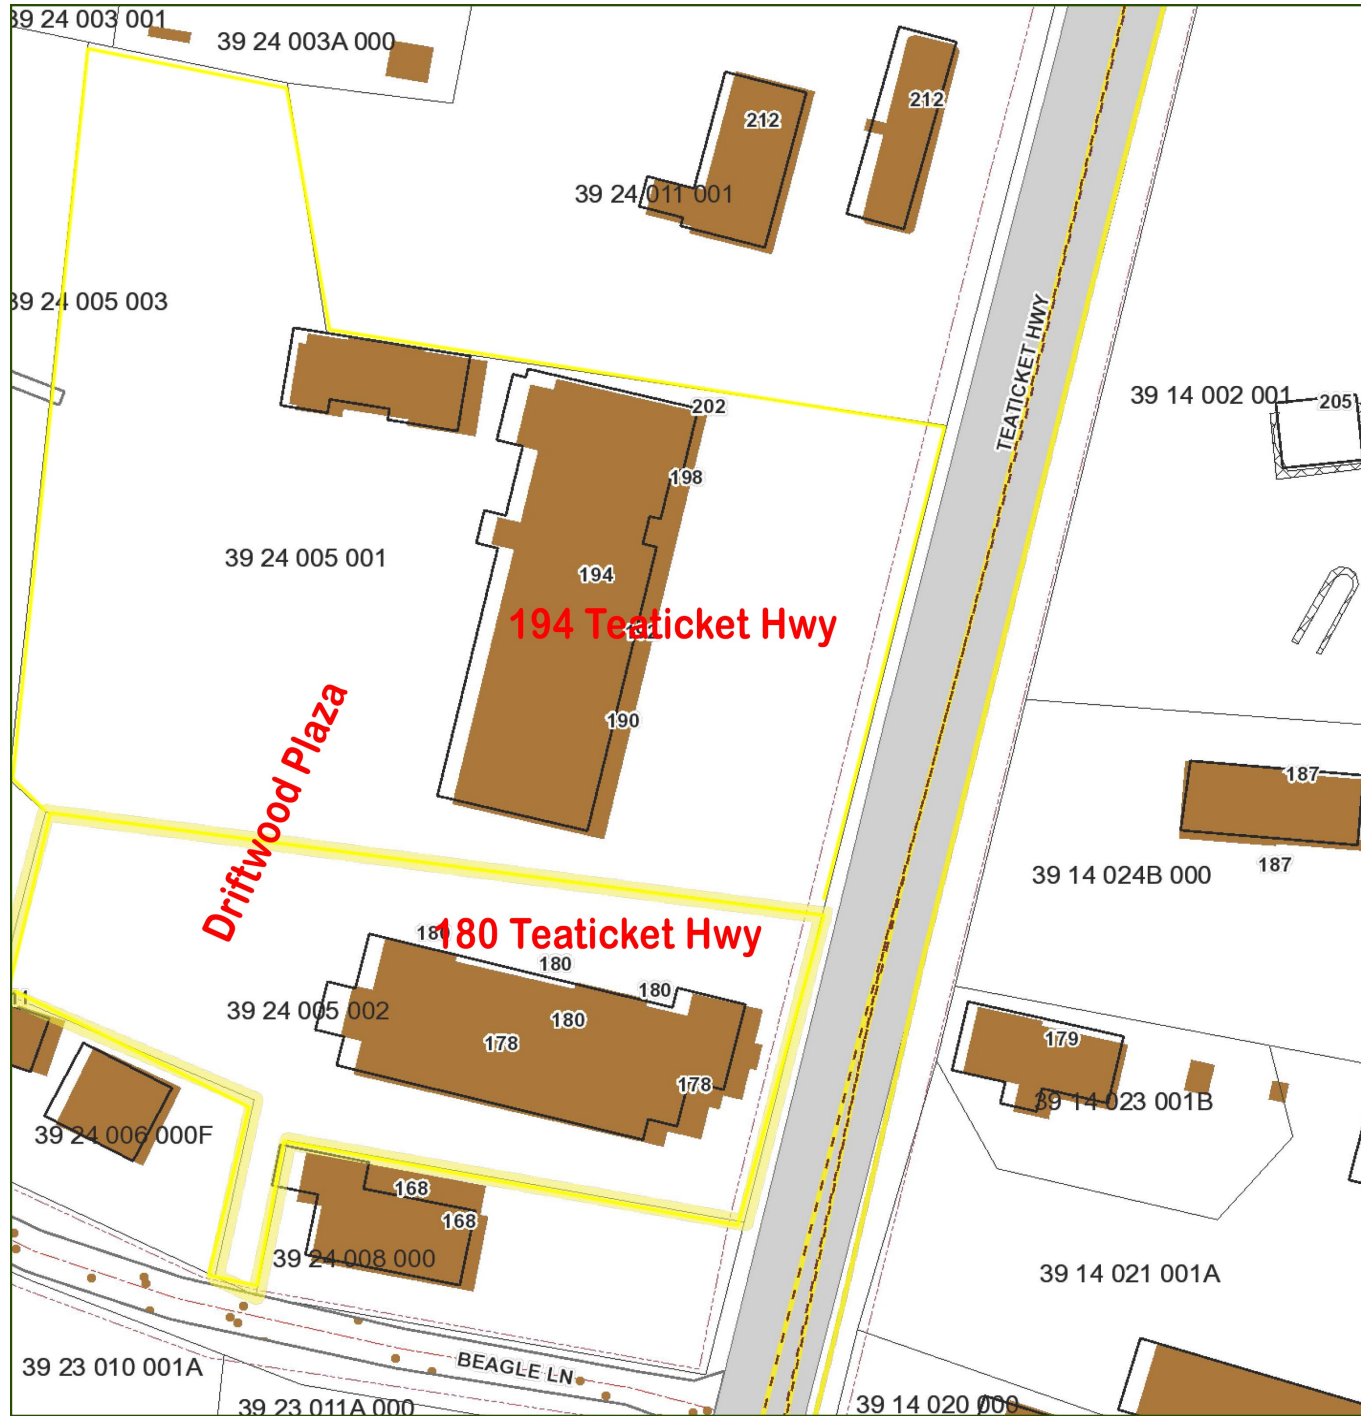 39 24 003 001
39 24 003A 000
212
212
39 24 011 001
39 24 005 003
TEATICKET HWY
39 14 002 001
205
202
198
39 24 005 001
194
194 Teaticket Hwy
190
Driftwood Plaza
187
187
39 14 024B 000
180
180 Teaticket Hwy
180
180
39 24 005 002
180
178
179
178
39 14 023 001B
39 24 006 000F
168
168
39 24 008 000
39 14 021 001A
39 23 010 001A
BEAGLE LN
39 23 011A 000
39 14 020 000